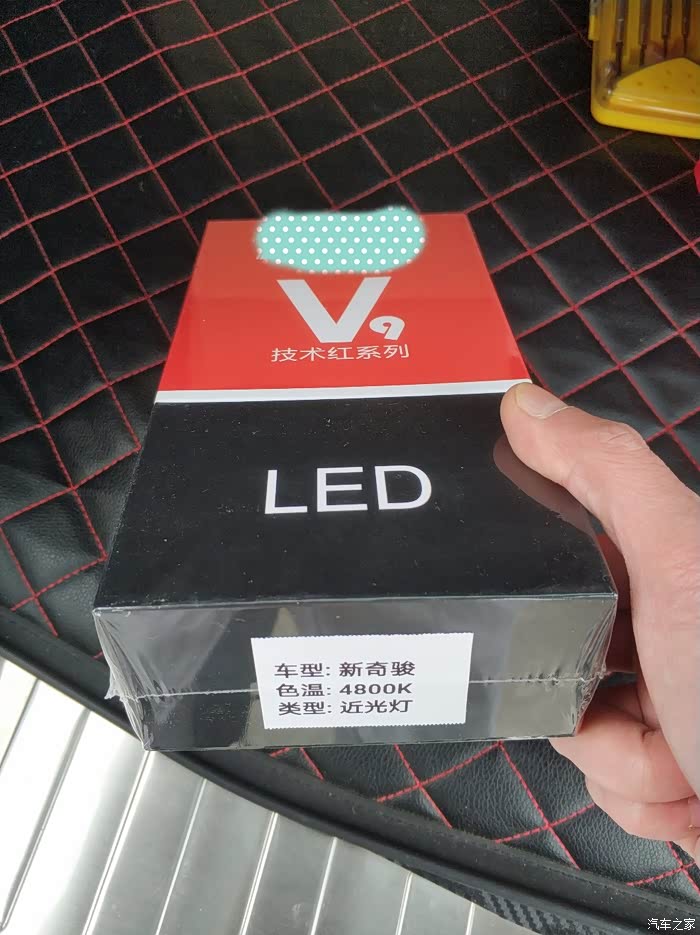 V9
技术红系列
LED
车型: 新奇骏
色温: 4800K
类型: 近光灯
汽车之家